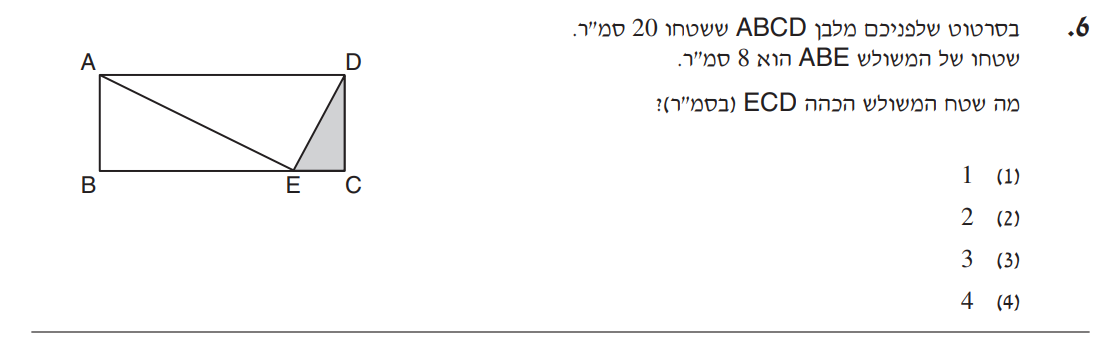 .6 בסרטוט שלפניכם מלבן ABCD ששטחו 20 סמ"ר.
שטחו של המשולש ABE הוא 8 סמ"ר.
מה שטח המשולש הכהה ECD (בסמ"ר)?
(1) 1
(2) 2
(3) 3
(4) 4
A D
B E C